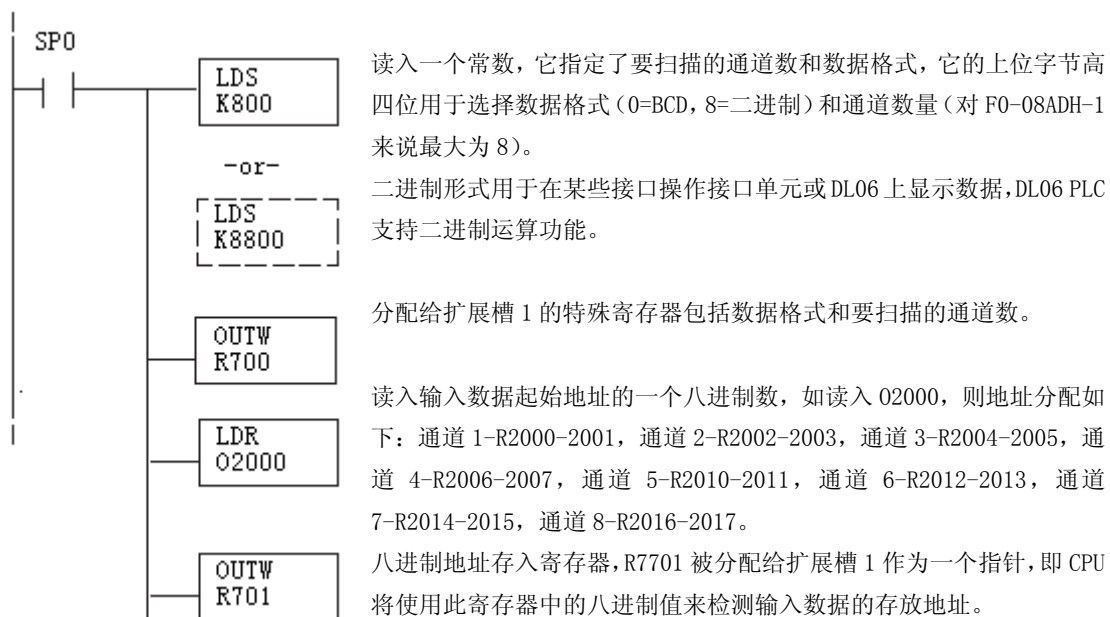 SP0
LDS
K800
-or-
LDS
K8800
OUTW
R700
LDR
O2000
OUTW
R701
读入一个常数，它指定了要扫描的通道数和数据格式，它的上位字节高
四位用于选择数据格式（0=BCD，8=二进制）和通道数量（对 F0-08ADH-1
来说最大为 8）。
二进制形式用于在某些接口操作接口单元或 DL06 上显示数据，DL06 PLC
支持二进制运算功能。
分配给扩展槽 1 的特殊寄存器包括数据格式和要扫描的通道数。
读入输入数据起始地址的一个八进制数，如读入 O2000，则地址分配如
下：通道 1-R2000-2001，通道 2-R2002-2003，通道 3-R2004-2005，通
道 4-R2006-2007，通道 5-R2010-2011，通道 6-R2012-2013，通道
7-R2014-2015，通道 8-R2016-2017。
八进制地址存入寄存器，R7701 被分配给扩展槽 1 作为一个指针，即 CPU
将使用此寄存器中的八进制值来检测输入数据的存放地址。